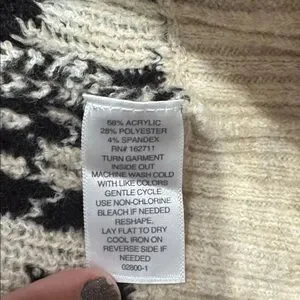 68% ACRYLIC
28% POLYESTER
4% SPANDEX
RN# 162711
TURN GARMENT
INSIDE OUT
MACHINE WASH COLD
WITH LIKE COLORS
GENTLE CYCLE
USE NON-CHLORINE
BLEACH IF NEEDED
RESHAPE,
LAY FLAT TO DRY
COOL IRON ON
REVERSE SIDE IF
NEEDED
02800-1